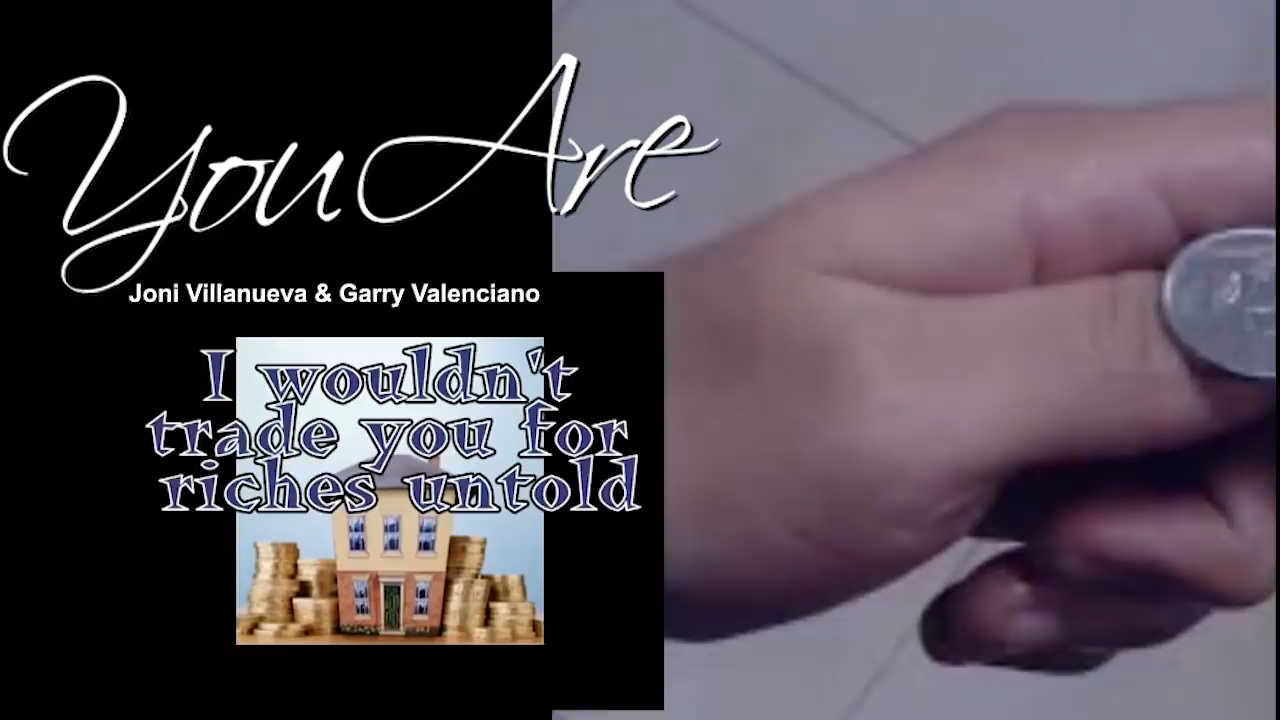 You Are
Joni Villanueva & Garry Valenciano
I wouldn't
trade you for
riches untold